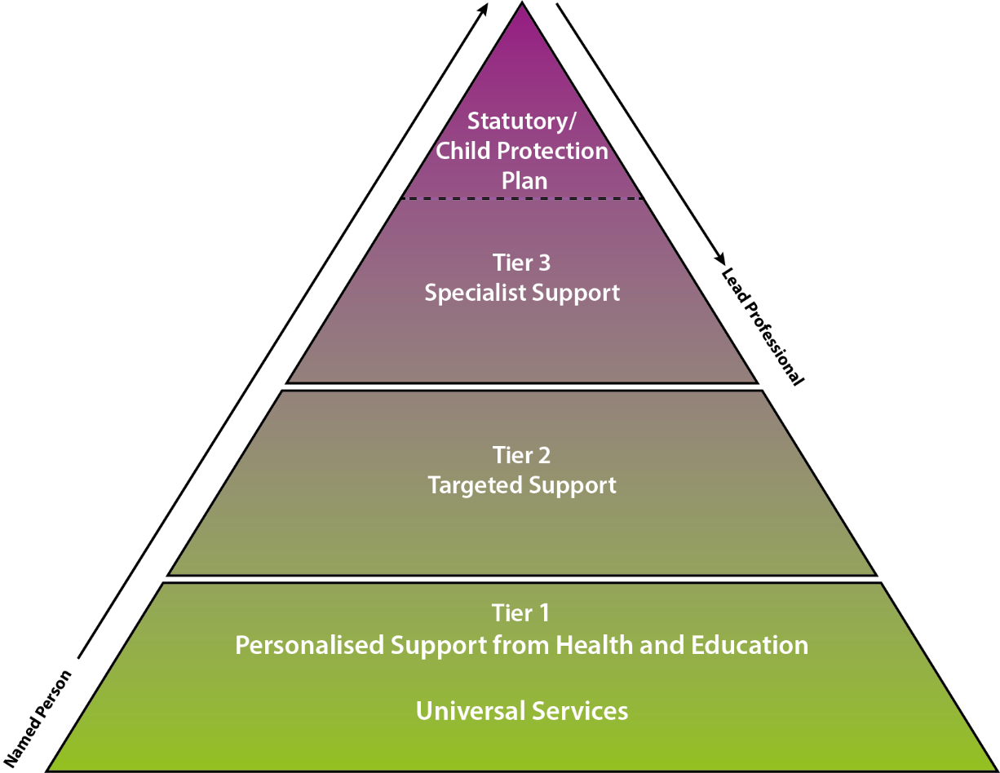 Statutory/
Child Protection
Plan
Tier 3
Specialist Support
Lead Professional
Tier 2
Targeted Support
Tier 1
Personalised Support from Health and Education
Universal Services
Named Person